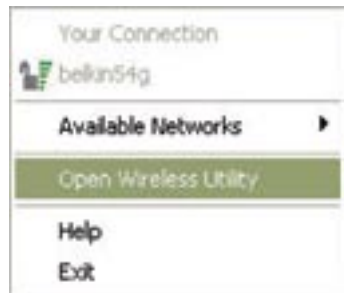 Your Connection
belkin54g
Available Networks
Open Wireless Utility
Help
Exit